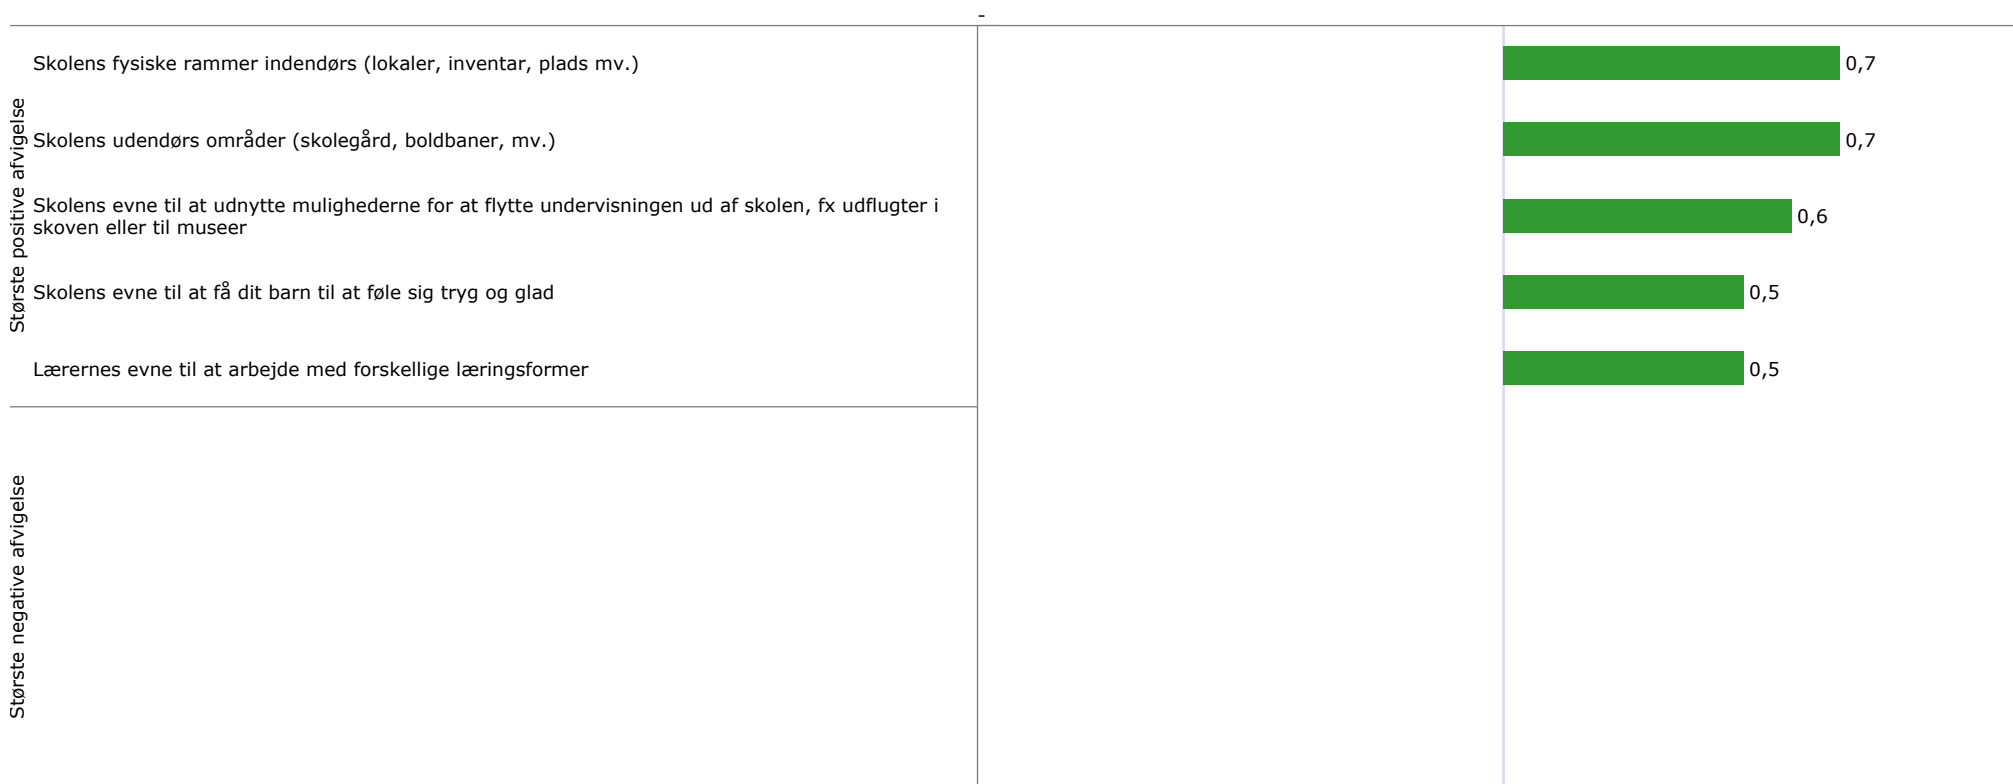 -
Største positive afvigelse
Skolens fysiske rammer indendørs (lokaler, inventar, plads mv.)
0,7
Skolens udendørs områder (skolegård, boldbaner, mv.)
0,7
Skolens evne til at udnytte mulighederne for at flytte undervisningen ud af skolen, fx udflugter i
skoven eller til museer
0,6
Skolens evne til at få dit barn til at føle sig tryg og glad
0,5
Lærernes evne til at arbejde med forskellige læringsformer
0,5
Største negative afvigelse